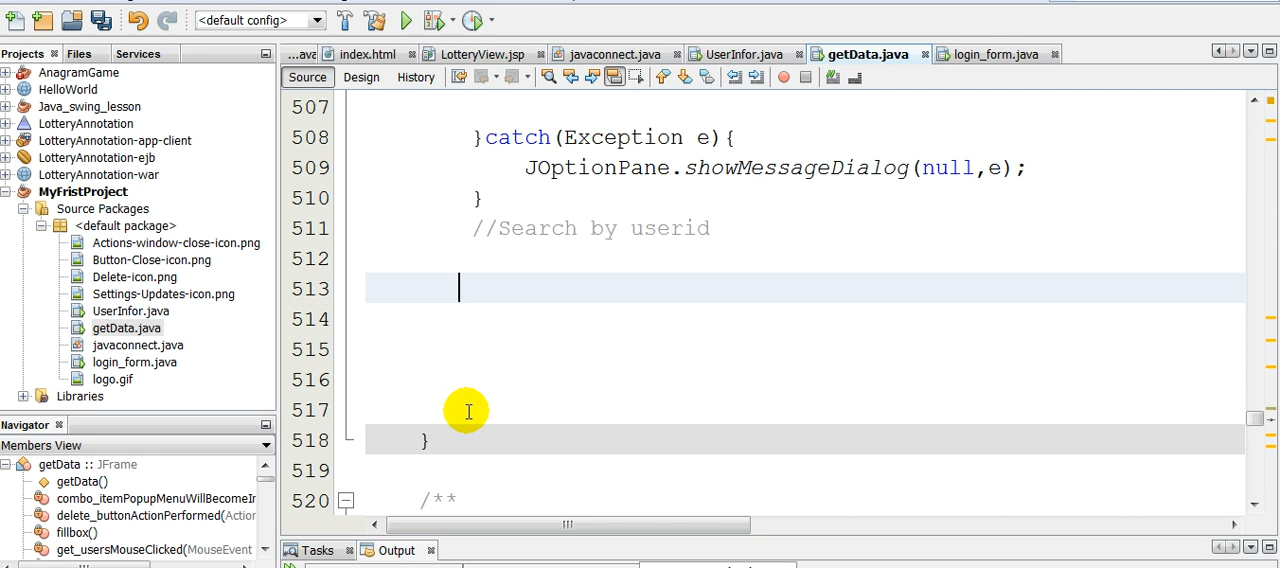 <default config>
Projects Files Services
...ava index.html LotteryView.jsp javaconnect.java UserInfor.java getData.java login_form.java
Source Design History
AnagramGame
HelloWorld
Java_swing_lesson
LotteryAnnotation
LotteryAnnotation-app-client
LotteryAnnotation-ejb
LotteryAnnotation-war
MyFristProject
Source Packages
<default package>
Actions-window-close-icon.png
Button-Close-icon.png
Delete-icon.png
Settings-Updates-icon.png
UserInfor.java
getData.java
javaconnect.java
login_form.java
logo.gif
Libraries
Navigator
Members View
getData :: JFrame
getData()
combo_itemPopupMenuWillBecomeIn
delete_buttonActionPerformed(Action
fillbox()
get_usersMouseClicked(MouseEvent
507
508 }catch(Exception e){
509 JOptionPane.showMessageDialog(null,e);
510 }
511 //Search by userid
512
513
514
515
516
517
518 }
519
520 /**
Tasks Output